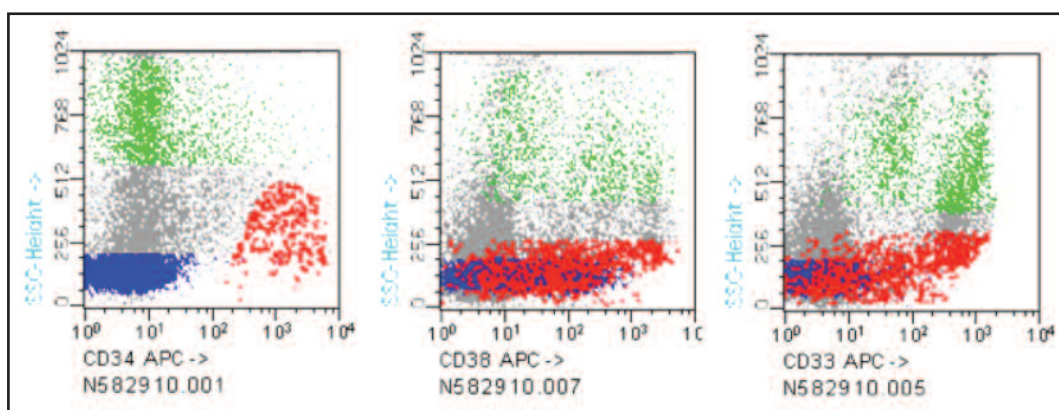 SSC-Height ->
1024
768
512
256
0
10^0 10^1 10^2 10^3 10^4
CD34 APC ->
N582910.001
SSC-Height ->
1024
768
512
256
0
10^0 10^1 10^2 10^3 10
CD38 APC ->
N582910.007
SSC-Height ->
1024
768
512
256
0
10^0 10^1 10^2 10^3 10^4
CD33 APC ->
N582910.005